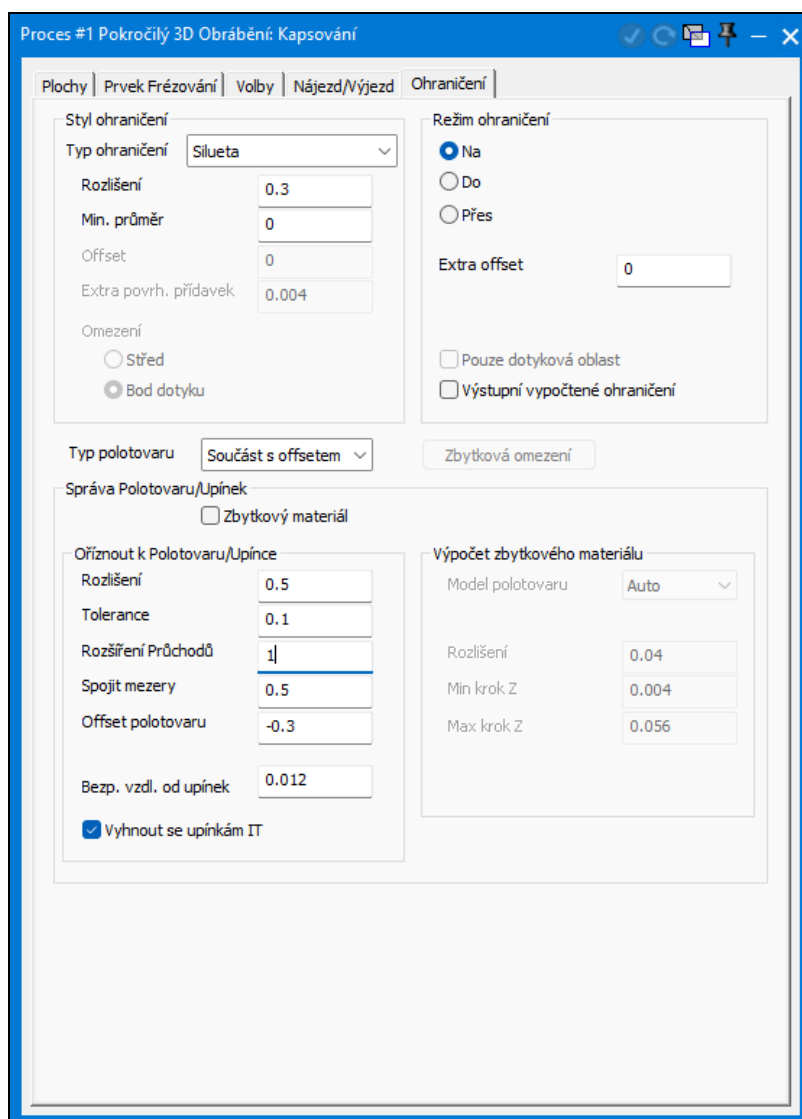 Proces #1 Pokročilý 3D Obrábění: Kapsování
Plochy Prvek Frézování Volby Nájezd/Výjezd Ohraničení
Styl ohraničení
Typ ohraničení Silueta
Rozlišení 0.3
Min. průměr 0
Offset 0
Extra povrh. přídavek 0.004
Omezení
Střed
Bod dotyku
Režim ohraničení
Na
Do
Přes
Extra offset 0
Pouze dotyková oblast
Výstupní vypočtené ohraničení
Typ polotovaru Součást s offsetem Zbytková omezení
Správa Polotovaru/Upínek
Zbytkový materiál
Oříznout k Polotovaru/Upínce
Rozlišení 0.5
Tolerance 0.1
Rozšíření Průchodů 1
Spojit mezery 0.5
Offset polotovaru -0.3
Bezp. vzdl. od upínek 0.012
Vyhnout se upínkám IT
Výpočet zbytkového materiálu
Model polotovaru Auto
Rozlišení 0.04
Min krok Z 0.004
Max krok Z 0.056